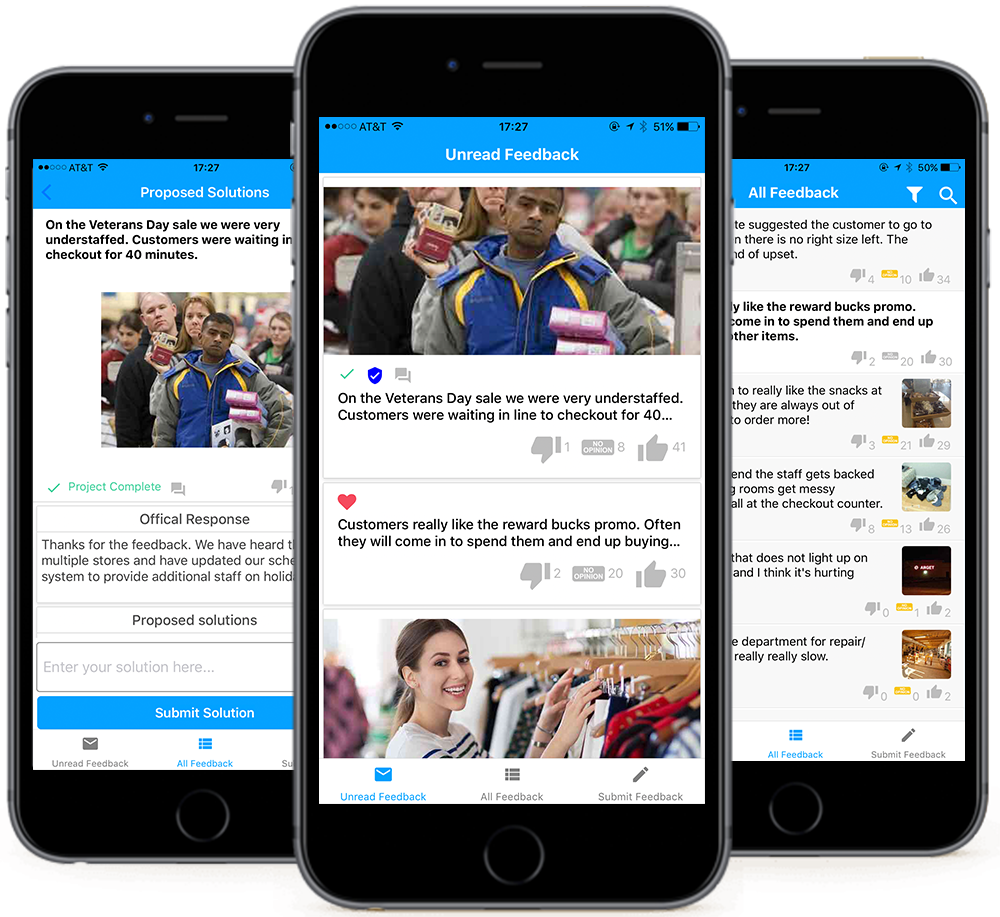 AT&T 17:27
Proposed Solutions
On the Veterans Day sale we were very
understaffed. Customers were waiting in
checkout for 40 minutes.
Project Complete
Offical Response
Thanks for the feedback. We have heard
multiple stores and have updated our
system to provide additional staff on
Proposed solutions
Enter your solution here...
Submit Solution
Unread Feedback All Feedback
AT&T 17:27 51%
Unread Feedback
On the Veterans Day sale we were very understaffed.
Customers were waiting in line to checkout for 40...
1 NO OPINION 8 41
Customers really like the reward bucks promo. Often
they will come in to spend them and end up buying...
2 NO OPINION 20 30
Unread Feedback All Feedback Submit Feedback
17:27 50%
All Feedback
suggested the customer to go to
there is no right size left. The
of upset.
4 10 34
like the reward bucks promo.
come in to spend them and end up
other items.
2 20 30
to really like the snacks at
they are always out of
to order more!
3 21 29
the staff gets backed
rooms get messy
all at the checkout counter.
8 13 26
that does not light up on
and I think it's hurting
ARGET
0 1 2
department for repair/
really really slow.
0 0 2
All Feedback Submit Feedback